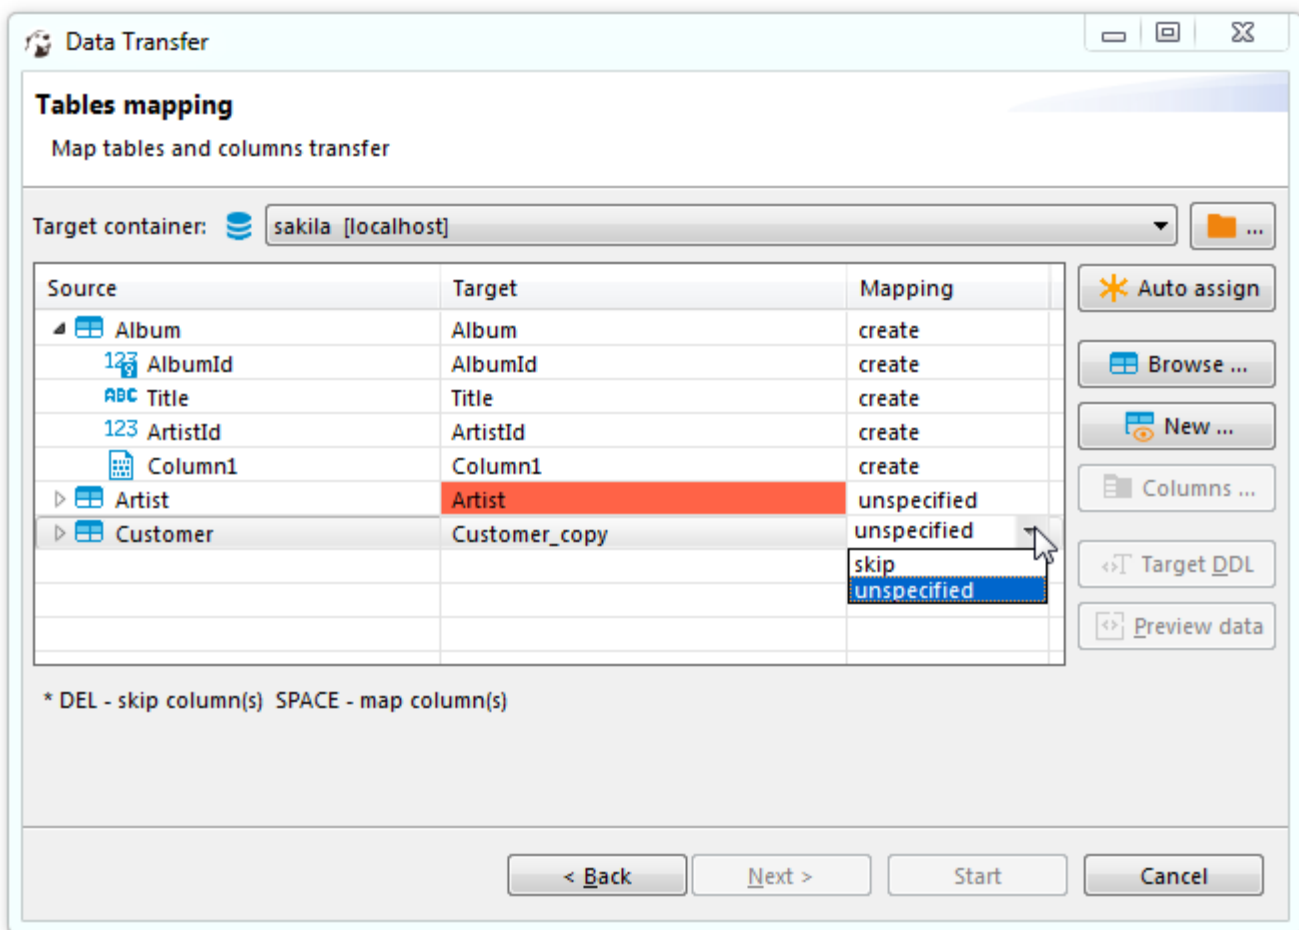 Data Transfer
Tables mapping
Map tables and columns transfer
Target container: sakila [localhost] ...
Source Target Mapping Auto assign
Album Album create
123 AlbumId AlbumId create Browse ...
ABC Title Title create
123 ArtistId ArtistId create New ...
Column1 Column1 create
Artist Artist unspecified Columns ...
Customer Customer_copy unspecified
skip Target DDL
unspecified
Preview data
* DEL - skip column(s) SPACE - map column(s)
< Back Next > Start Cancel